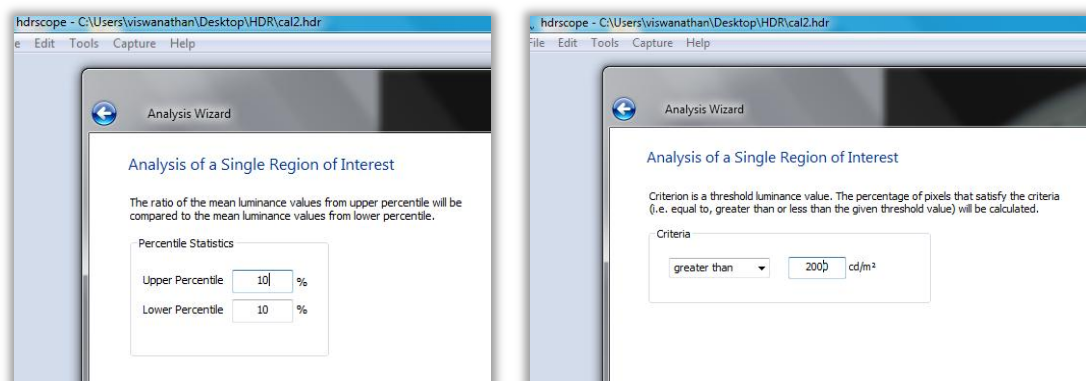 hdrscope - C:\Users\viswanathan\Desktop\HDR\cal2.hdr
e Edit Tools Capture Help
Analysis Wizard
Analysis of a Single Region of Interest
The ratio of the mean luminance values from upper percentile will be
compared to the mean luminance values from lower percentile.
Percentile Statistics
Upper Percentile 10 %
Lower Percentile 10 %
hdrscope - C:\Users\viswanathan\Desktop\HDR\cal2.hdr
File Edit Tools Capture Help
Analysis Wizard
Analysis of a Single Region of Interest
Criterion is a threshold luminance value. The percentage of pixels that satisfy the criteria
(i.e. equal to, greater than or less than the given threshold value) will be calculated.
Criteria
greater than 2000 cd/m²